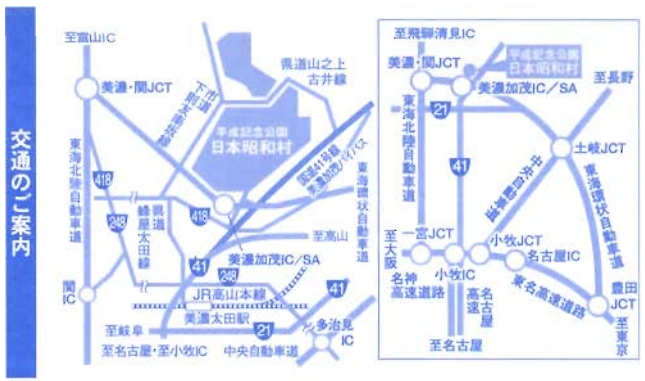 交通のご案内
至富山IC
美濃・関JCT
東海北陸自動車道
418
248
関
IC
県道
蜂屋太田線
418
県道山之上
古井線
平成記念公園
日本昭和村
国道41号線
美濃加茂バイパス
東海環状自動車道
至高山
美濃加茂IC/SA
41
248
JR高山本線
美濃太田駅
41
21
多治見
IC
至岐阜
至名古屋・至小牧IC
中央自動車道
至飛騨清見IC
美濃・関JCT
平成記念公園
日本昭和村
美濃加茂IC/SA
至長野
21
41
東海北陸自動車道
土岐JCT
中央自動車道
東海環状自動車道
一宮JCT
至大阪
小牧JCT
名古屋IC
小牧IC
名神
高速道路
名古屋
高速
東名高速道路
豊田
JCT
至東京
至名古屋